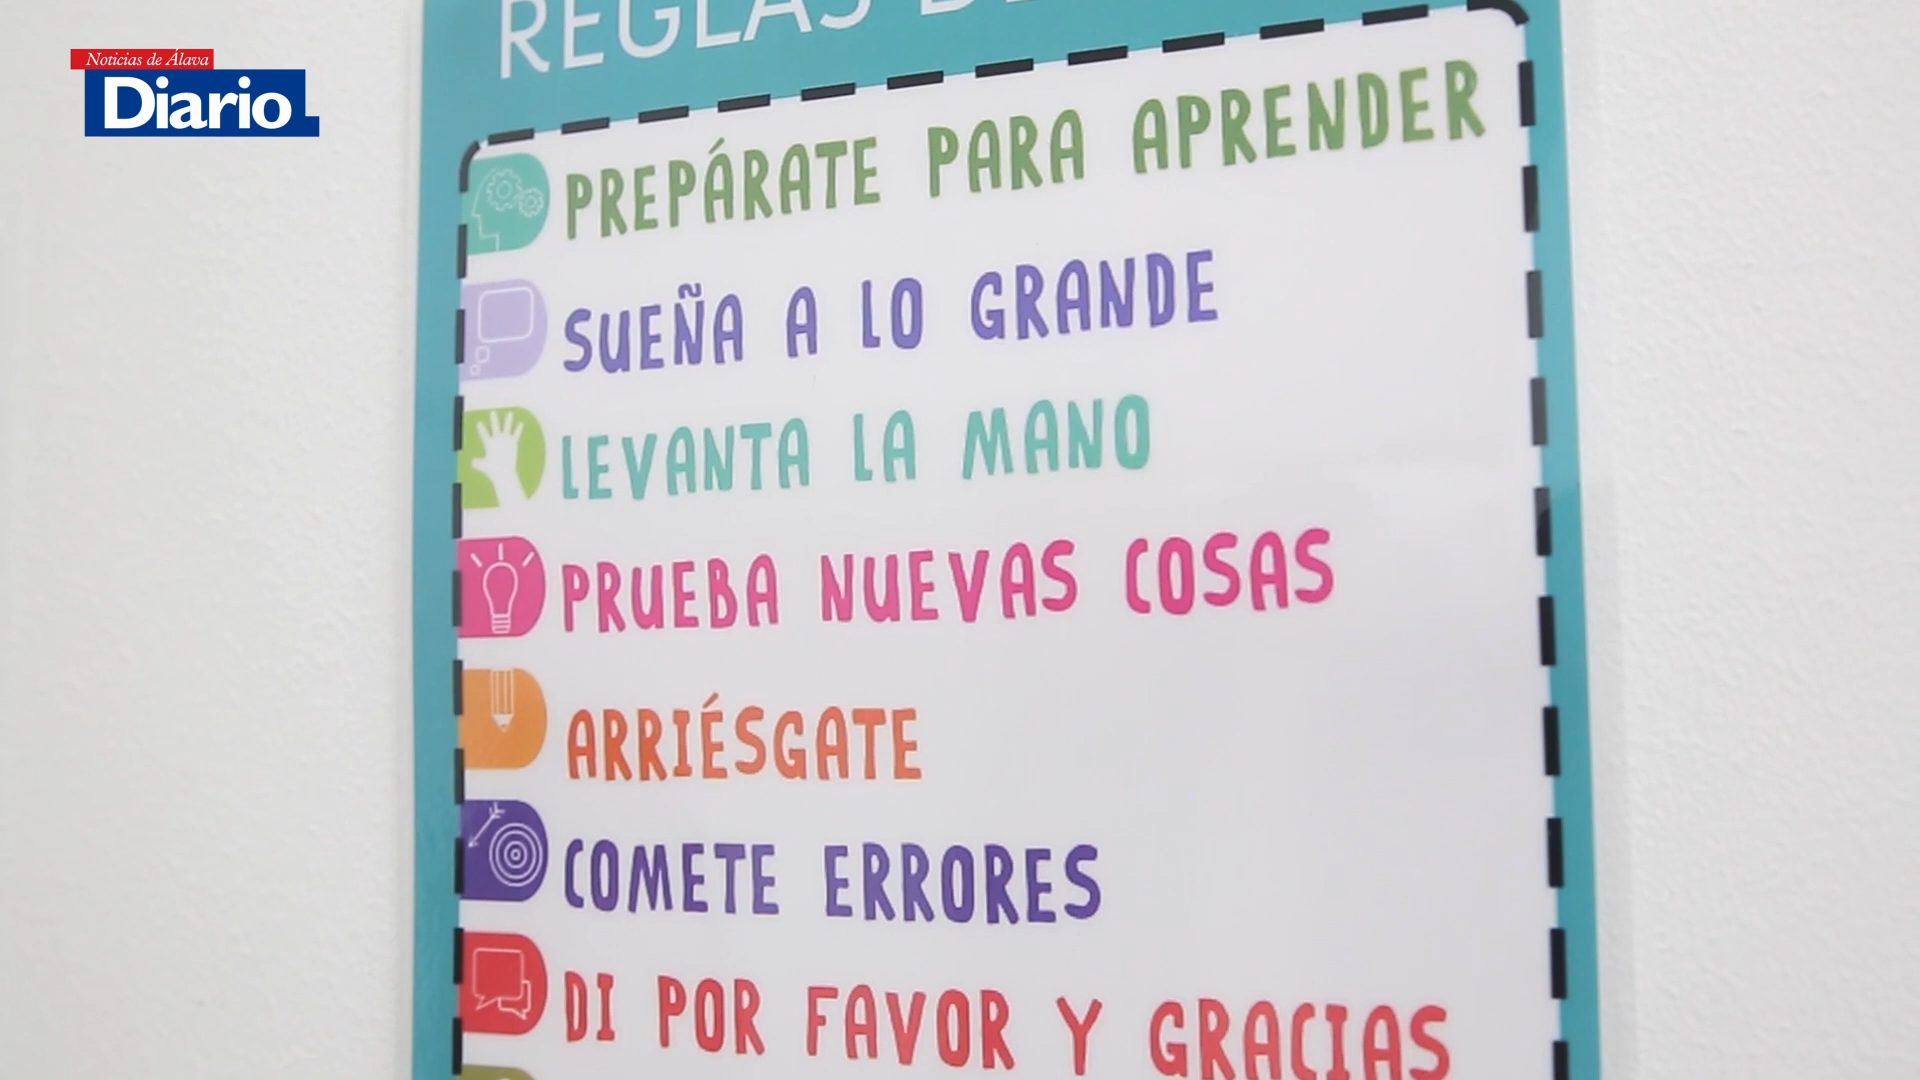 Noticias de Álava
Diario
REGLAS
PREPÁRATE PARA APRENDER
SUEÑA A LO GRANDE
LEVANTA LA MANO
PRUEBA NUEVAS COSAS
ARRIÉSGATE
COMETE ERRORES
DI POR FAVOR Y GRACIAS